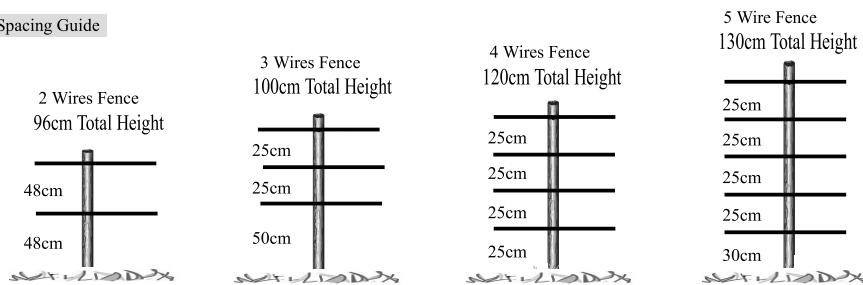 Spacing Guide
2 Wires Fence
96cm Total Height
48cm
48cm
3 Wires Fence
100cm Total Height
25cm
25cm
50cm
4 Wires Fence
120cm Total Height
25cm
25cm
25cm
25cm
5 Wire Fence
130cm Total Height
25cm
25cm
25cm
25cm
30cm